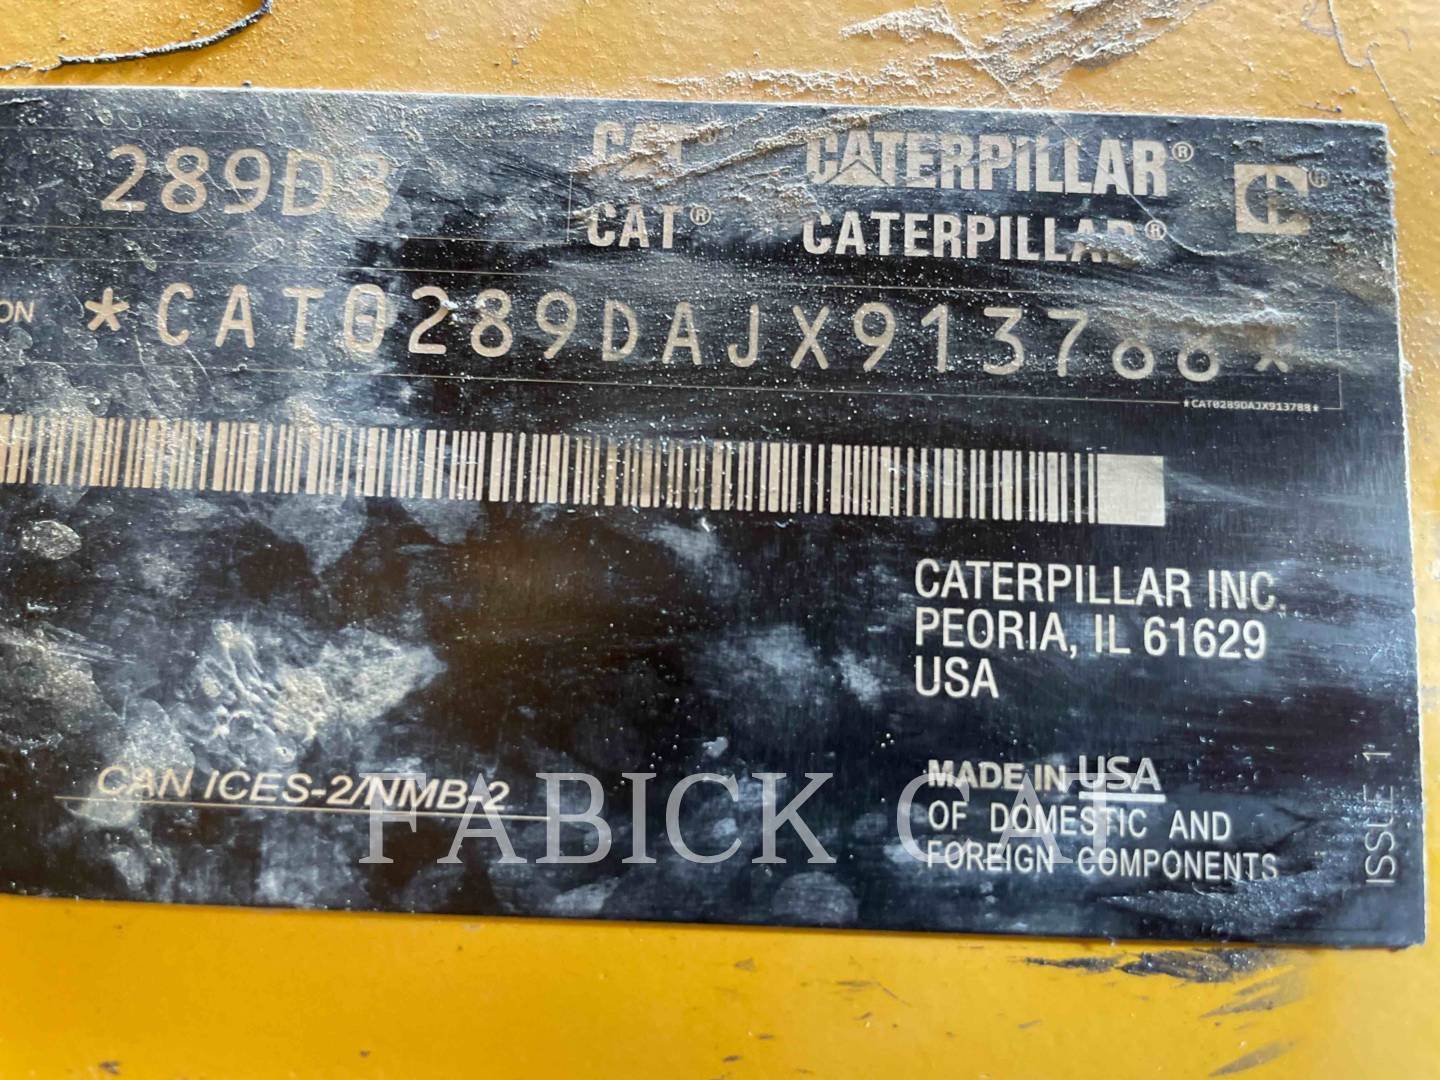 289D3
CAT® CATERPILLAR®
CAT® CATERPILLAR®
ON *CAT0289DAJX913788*
*CAT0289DAJX913788*
CATERPILLAR INC.
PEORIA, IL 61629
USA
CAN ICES-2/NMB-2
MADE IN USA
OF DOMESTIC AND
FOREIGN COMPONENTS
ISSUE 1
FABICK CAT